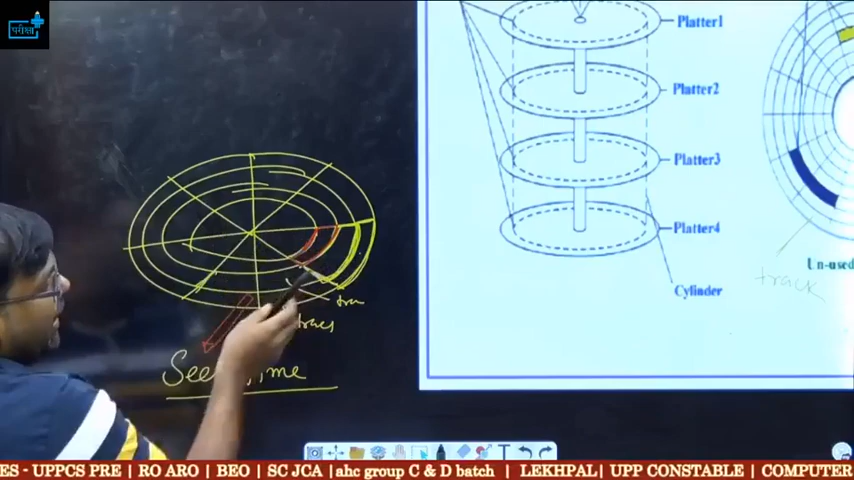 परीक्षा
Platter1
Platter2
Platter3
Platter4
Cylinder
Un-used
track
Time
ES - UPPCS PRE | RO ARO | BEO | SC JCA |ahc group C & D batch | LEKHPAL| UPP CONSTABLE | COMPUTER